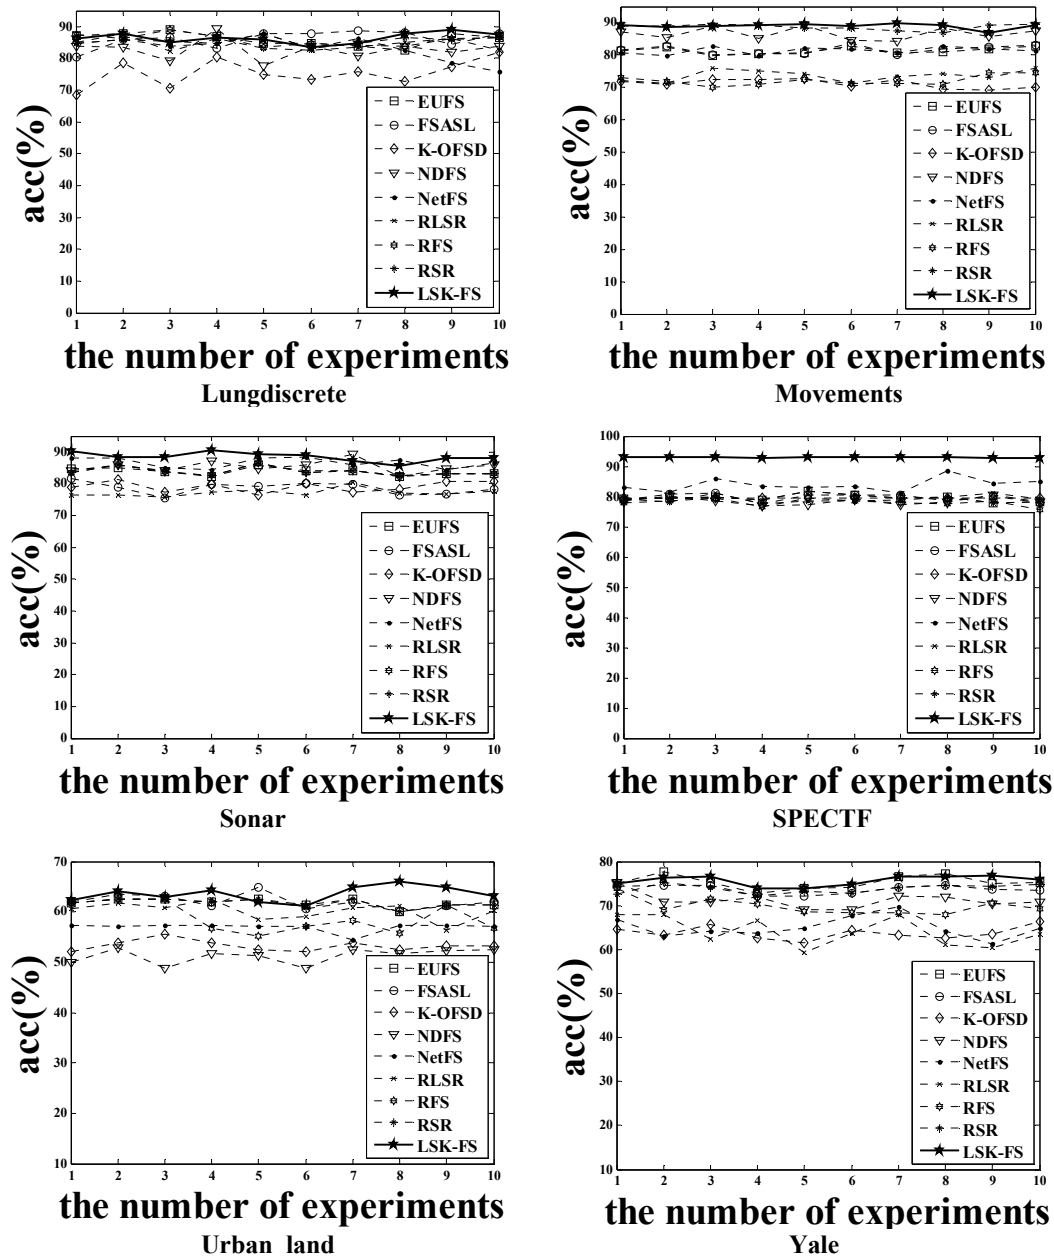 acc(%)
90
80
70
60
50
40
30
20
10
0
EUFS
FSASL
K-OFSD
NDFS
NetFS
RLSR
RFS
RSR
LSK-FS
1 2 3 4 5 6 7 8 9 10
the number of experiments
Lungdiscrete
acc(%)
90
80
70
60
50
40
30
20
10
0
EUFS
FSASL
K-OFSD
NDFS
NetFS
RLSR
RFS
RSR
LSK-FS
1 2 3 4 5 6 7 8 9 10
the number of experiments
Movements
acc(%)
90
80
70
60
50
40
30
20
10
0
EUFS
FSASL
K-OFSD
NDFS
NetFS
RLSR
RFS
RSR
LSK-FS
1 2 3 4 5 6 7 8 9 10
the number of experiments
Sonar
acc(%)
100
90
80
70
60
50
40
30
20
10
0
EUFS
FSASL
K-OFSD
NDFS
NetFS
RLSR
RFS
RSR
LSK-FS
1 2 3 4 5 6 7 8 9 10
the number of experiments
SPECTF
acc(%)
70
60
50
40
30
20
10
EUFS
FSASL
K-OFSD
NDFS
NetFS
RLSR
RFS
RSR
LSK-FS
1 2 3 4 5 6 7 8 9 10
the number of experiments
Urban land
acc(%)
80
70
60
50
40
30
20
10
EUFS
FSASL
K-OFSD
NDFS
NetFS
RLSR
RFS
RSR
LSK-FS
1 2 3 4 5 6 7 8 9 10
the number of experiments
Yale